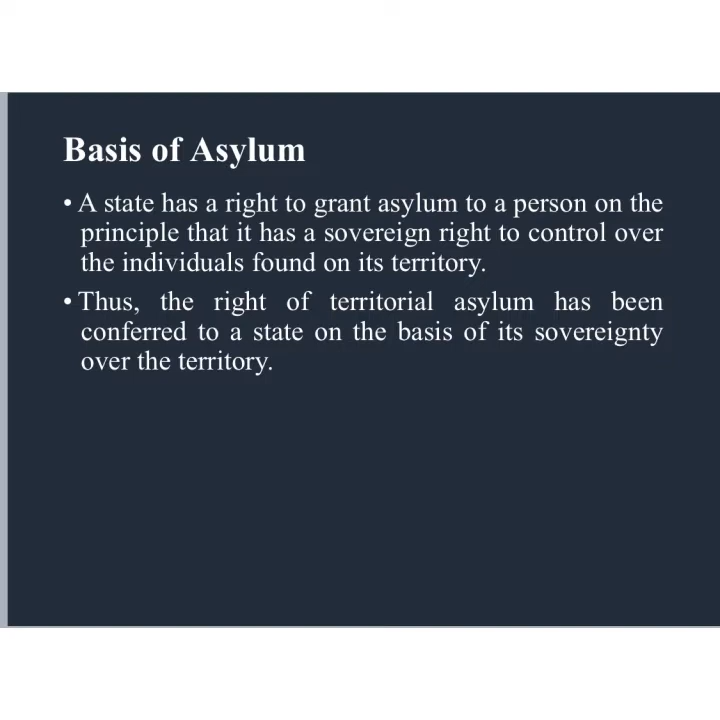 Basis of Asylum
• A state has a right to grant asylum to a person on the
principle that it has a sovereign right to control over
the individuals found on its territory.
• Thus, the right of territorial asylum has been
conferred to a state on the basis of its sovereignty
over the territory.